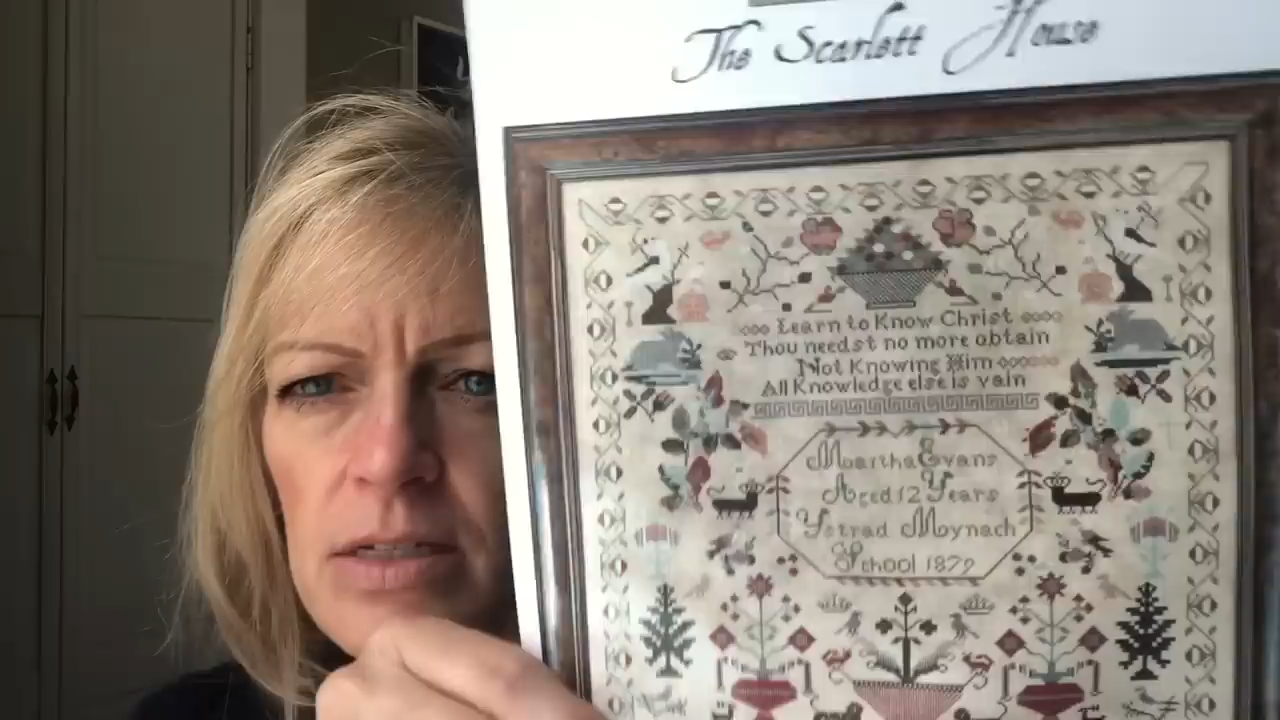 The Scarlett House
Learn to Know Christ
Thou needst no more obtain
Not Knowing Him
All Knowledge else is vain
Martha Evans
Aged 12 Years
Ystrad Moynach
School 1879